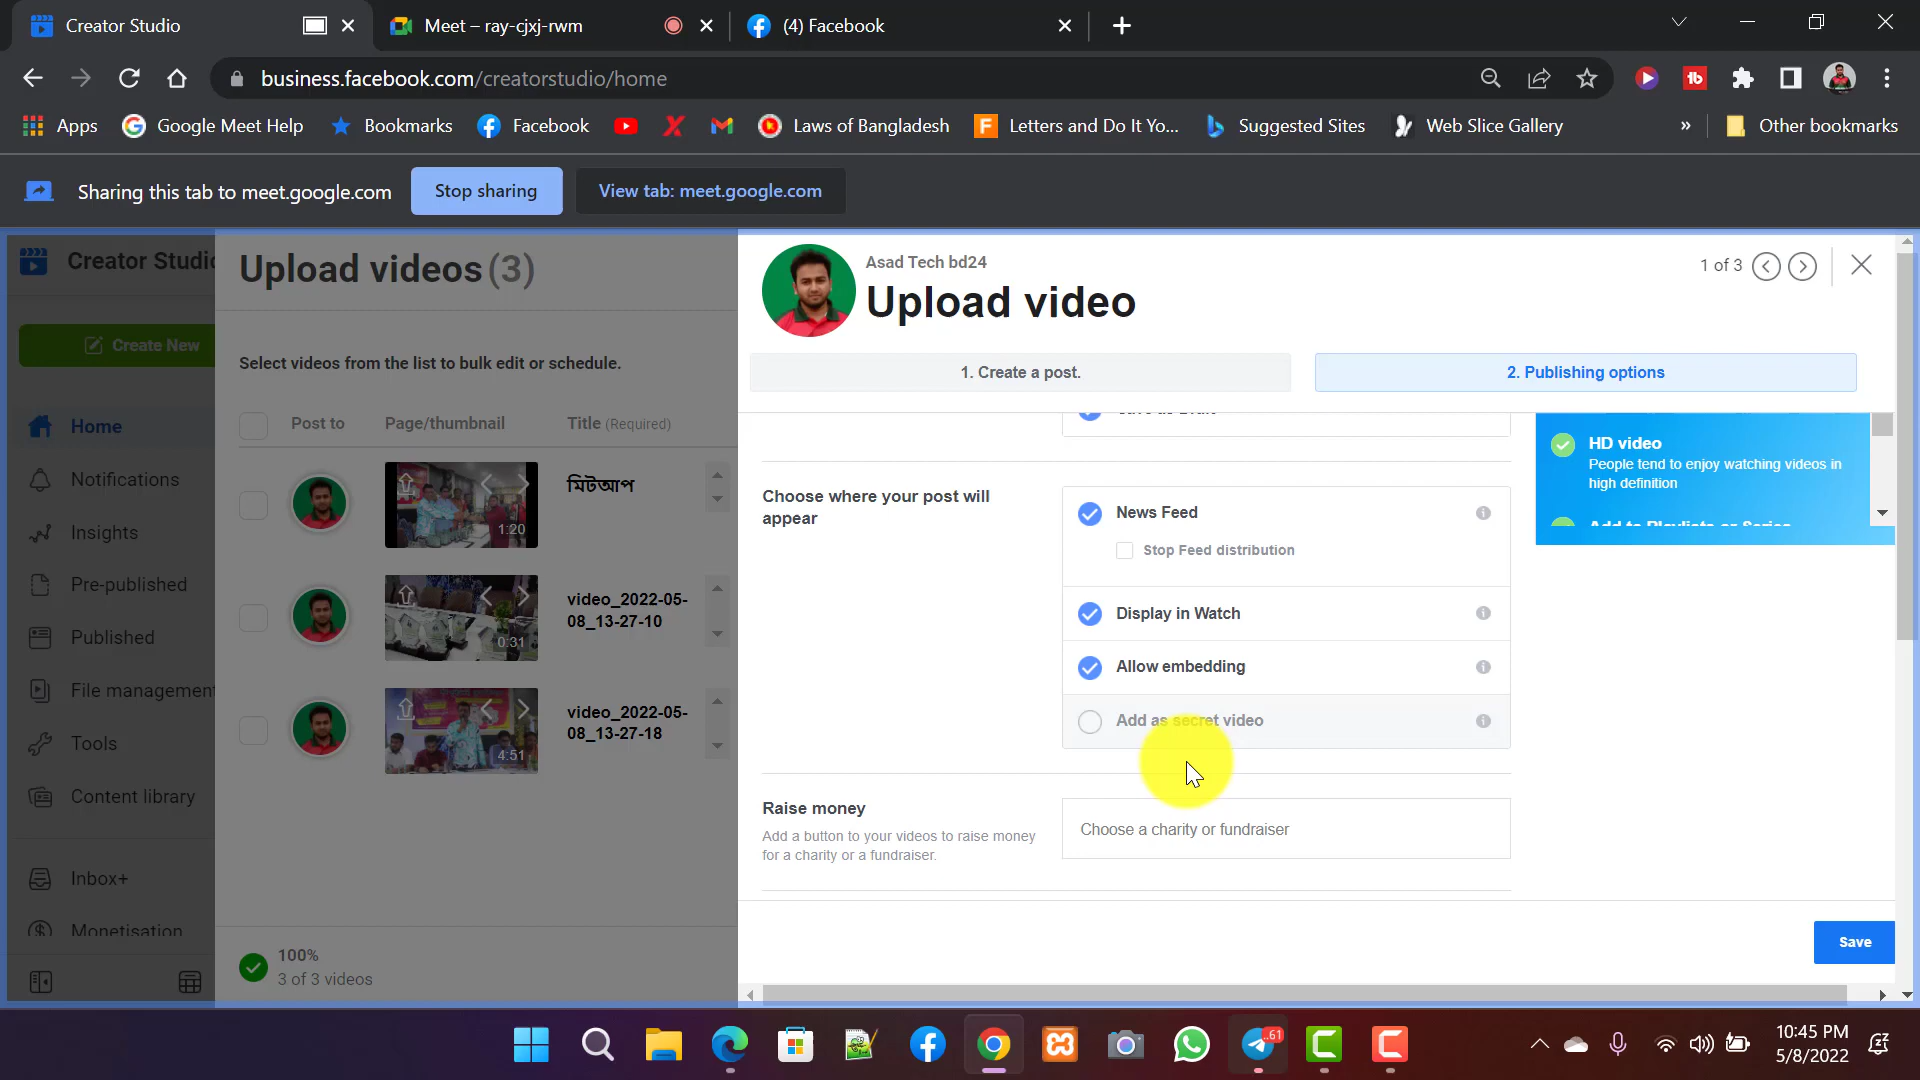 Creator Studio
Meet – ray-cjxj-rwm
(4) Facebook
business.facebook.com/creatorstudio/home
Apps
Google Meet Help
Bookmarks
Facebook
Laws of Bangladesh
Letters and Do It Yo...
Suggested Sites
Web Slice Gallery
»
Other bookmarks
Sharing this tab to meet.google.com
Stop sharing
View tab: meet.google.com
Creator Studio
Create New
Home
Notifications
Insights
Pre-published
Published
File management
Tools
Content library
Inbox+
Monetisation
Upload videos (3)
Select videos from the list to bulk edit or schedule.
Post to
Page/thumbnail
Title (Required)
1:20
মিটআপ
0:31
video_2022-05-
08_13-27-10
4:51
video_2022-05-
08_13-27-18
100%
3 of 3 videos
Asad Tech bd24
Upload video
1 of 3
1. Create a post.
2. Publishing options
Choose where your post will
appear
News Feed
Stop Feed distribution
Display in Watch
Allow embedding
Add as secret video
Raise money
Add a button to your videos to raise money
for a charity or a fundraiser.
Choose a charity or fundraiser
HD video
People tend to enjoy watching videos in
high definition
Add to Playlists or Series
Save
61
10:45 PM
5/8/2022